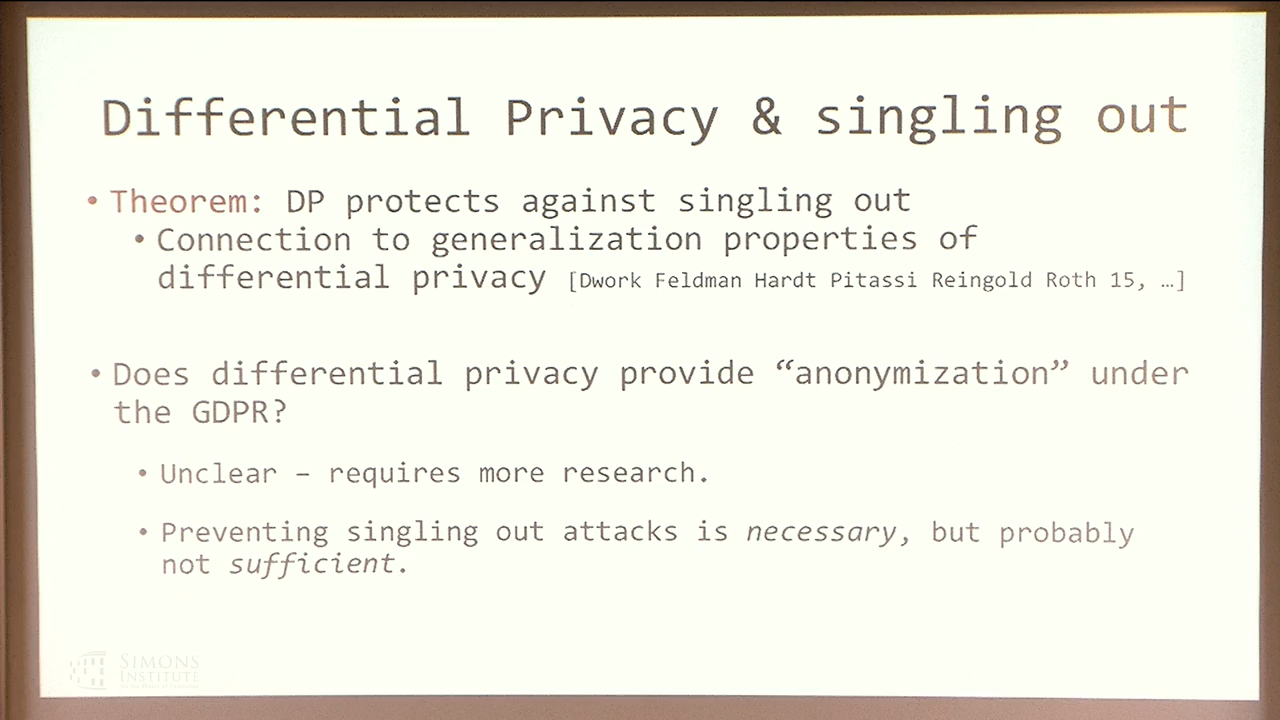 Differential Privacy & singling out
• Theorem: DP protects against singling out
• Connection to generalization properties of
differential privacy [Dwork Feldman Hardt Pitassi Reingold Roth 15, …]
• Does differential privacy provide “anonymization” under
the GDPR?
• Unclear – requires more research.
• Preventing singling out attacks is necessary, but probably
not sufficient.
SIMONS
INSTITUTE